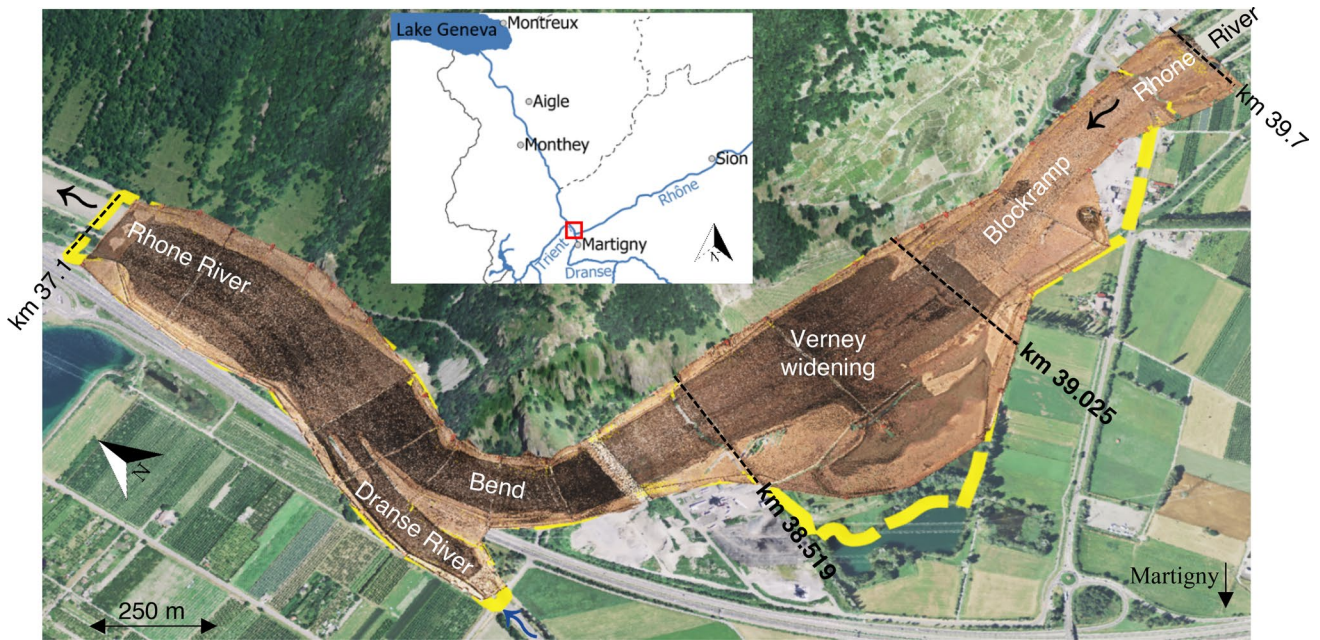 Lake Geneva
Montreux
Aigle
Monthey
Sion
Rhône
Trient
Martigny
Dranse
N
River
Rhone
km 39.7
Blockramp
Rhone River
km 37.1
Verney
widening
km 39.025
N
Bend
km 38.519
Dranse River
Martigny
250 m